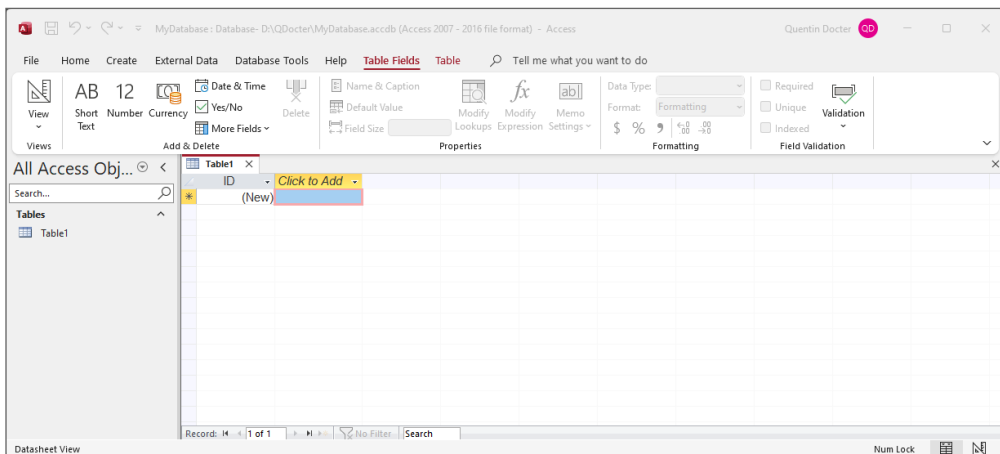 MyDatabase : Database- D:\QDocter\MyDatabase.accdb (Access 2007 - 2016 file format) - Access Quentin Docter QD
File Home Create External Data Database Tools Help Table Fields Table Tell me what you want to do
View
Views
AB Short Text
12 Number
Currency
Date & Time
Yes/No
More Fields
Delete
Add & Delete
Name & Caption
Default Value
Field Size
Modify Lookups
fx Modify Expression
ab Memo Settings
Properties
Data Type:
Format: Formatting
$ % 9 .00 .00
Formatting
Required
Unique
Indexed
Validation
Field Validation
All Access Obj...
Search...
Tables
Table1
Table1
ID Click to Add
(New)
Record: 1 of 1 No Filter Search
Datasheet View Num Lock